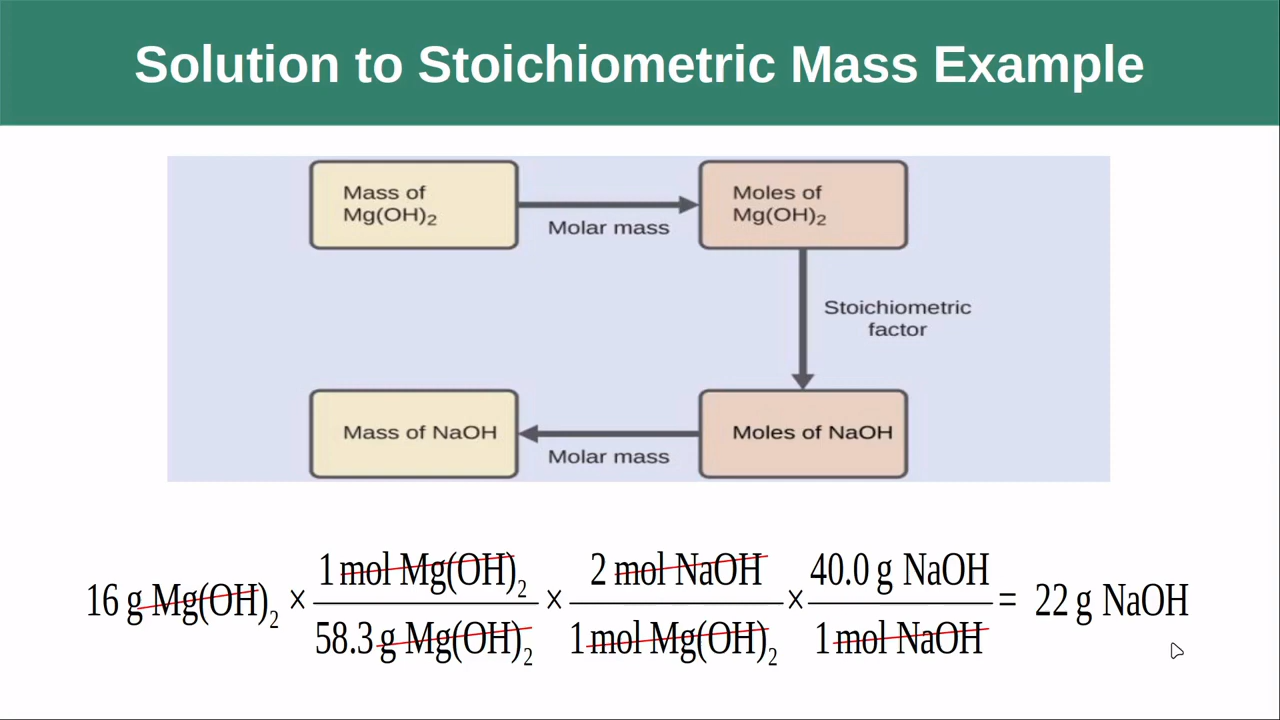 Solution to Stoichiometric Mass Example
Mass of
Mg(OH)₂
Molar mass
Moles of
Mg(OH)₂
Stoichiometric
factor
Mass of NaOH
Molar mass
Moles of NaOH
16 g Mg(OH)₂ × 1 mol Mg(OH)₂ / 58.3 g Mg(OH)₂ × 2 mol NaOH / 1 mol Mg(OH)₂ × 40.0 g NaOH / 1 mol NaOH = 22 g NaOH